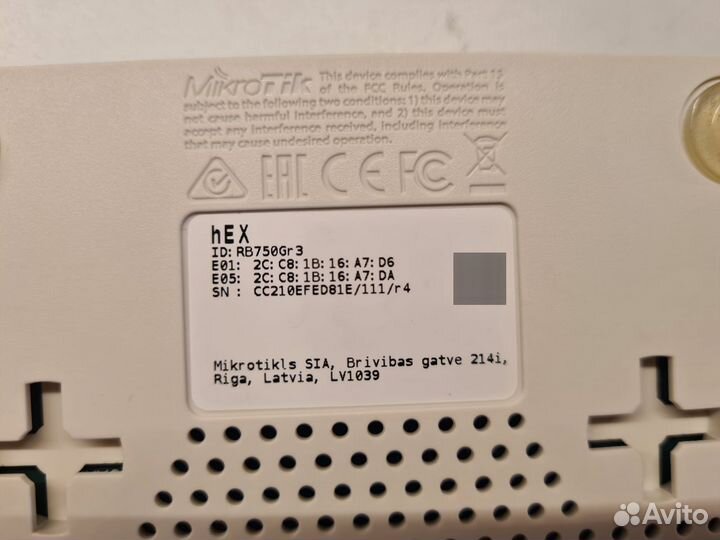 MikroTik This device complies with Part 15
of the FCC Rules. Operation is
subject to the following two conditions: 1) this device may
not cause harmful interference, and 2) this device must
accept any interference received, including interference
that may cause undesired operation.
EAC CE FC
hEX
ID: RB750Gr3
E01: 2C:C8:1B:16:A7:D6
E05: 2C:C8:1B:16:A7:DA
SN : CC210EFED81E/111/r4
Mikrotikls SIA, Brivibas gatve 214i,
Riga, Latvia, LV1039
Avito